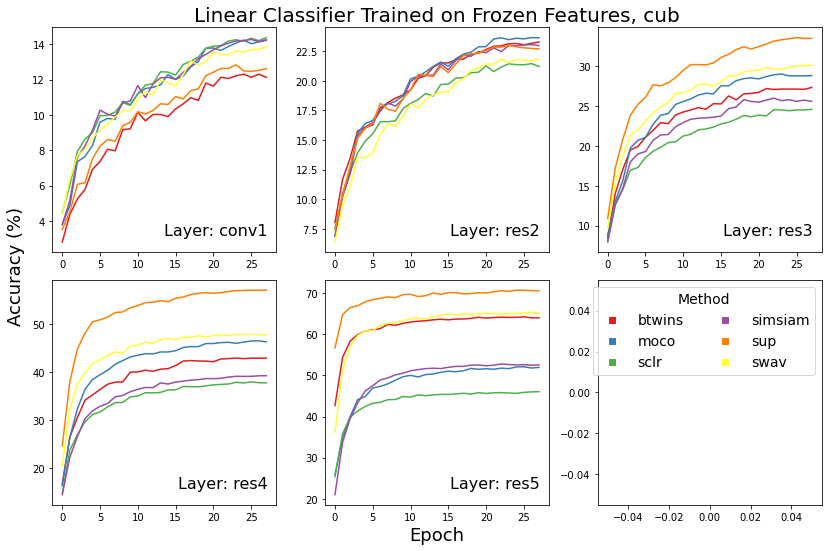 Linear Classifier Trained on Frozen Features, cub
Accuracy (%)
14
12
10
8
6
4
0 5 10 15 20 25
Layer: conv1
22.5
20.0
17.5
15.0
12.5
10.0
7.5
0 5 10 15 20 25
Layer: res2
30
25
20
15
10
0 5 10 15 20 25
Layer: res3
50
40
30
20
0 5 10 15 20 25
Layer: res4
70
60
50
40
30
20
0 5 10 15 20 25
Layer: res5
Epoch
0.04
0.02
0.00
−0.02
−0.04
−0.04 −0.02 0.00 0.02 0.04
Method
btwins
moco
sclr
simsiam
sup
swav